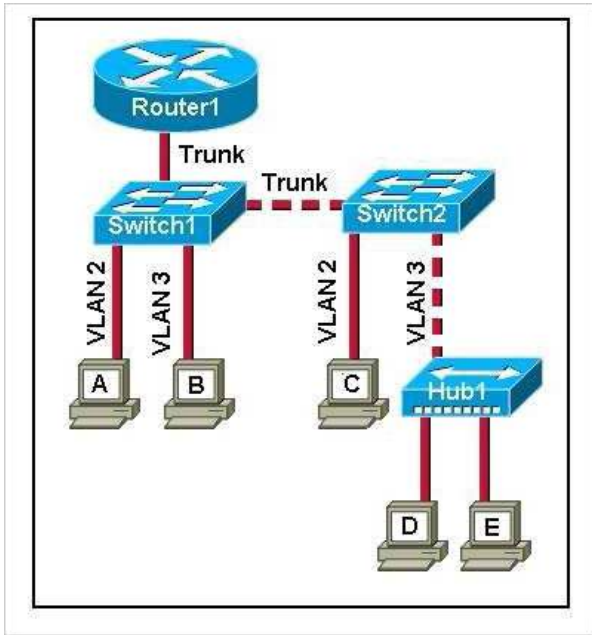 Router1
Trunk
Trunk
Switch1
Switch2
VLAN 2
VLAN 3
VLAN 2
VLAN 3
A
B
C
Hub1
D
E